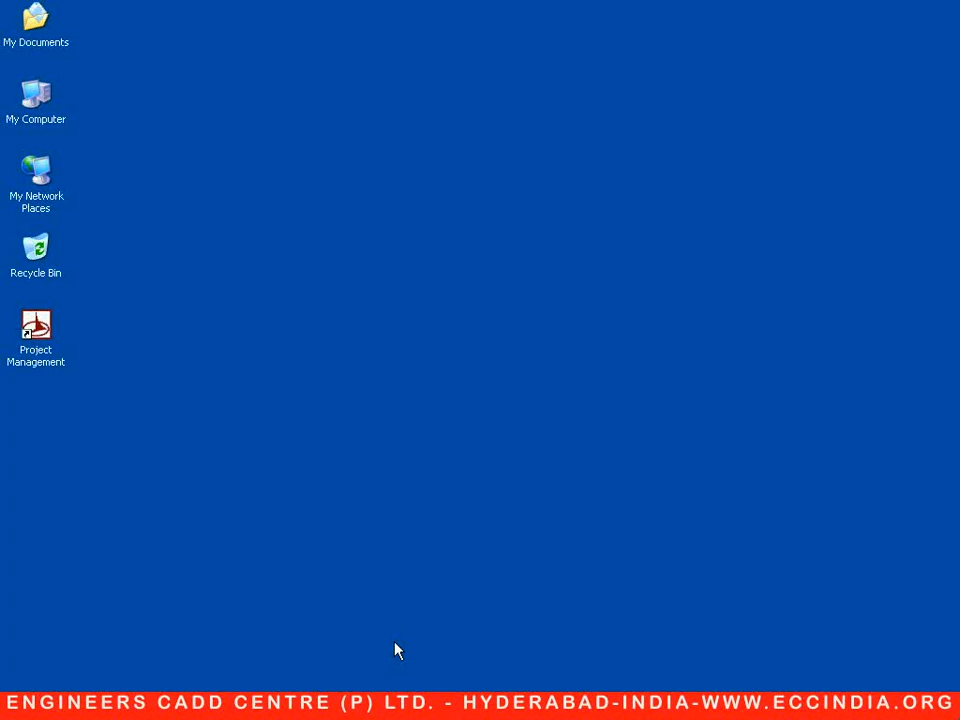 My Documents
My Computer
My Network
Places
Recycle Bin
Project
Management
ENGINEERS CADD CENTRE (P) LTD. - HYDERABAD-INDIA-WWW.ECCINDIA.ORG